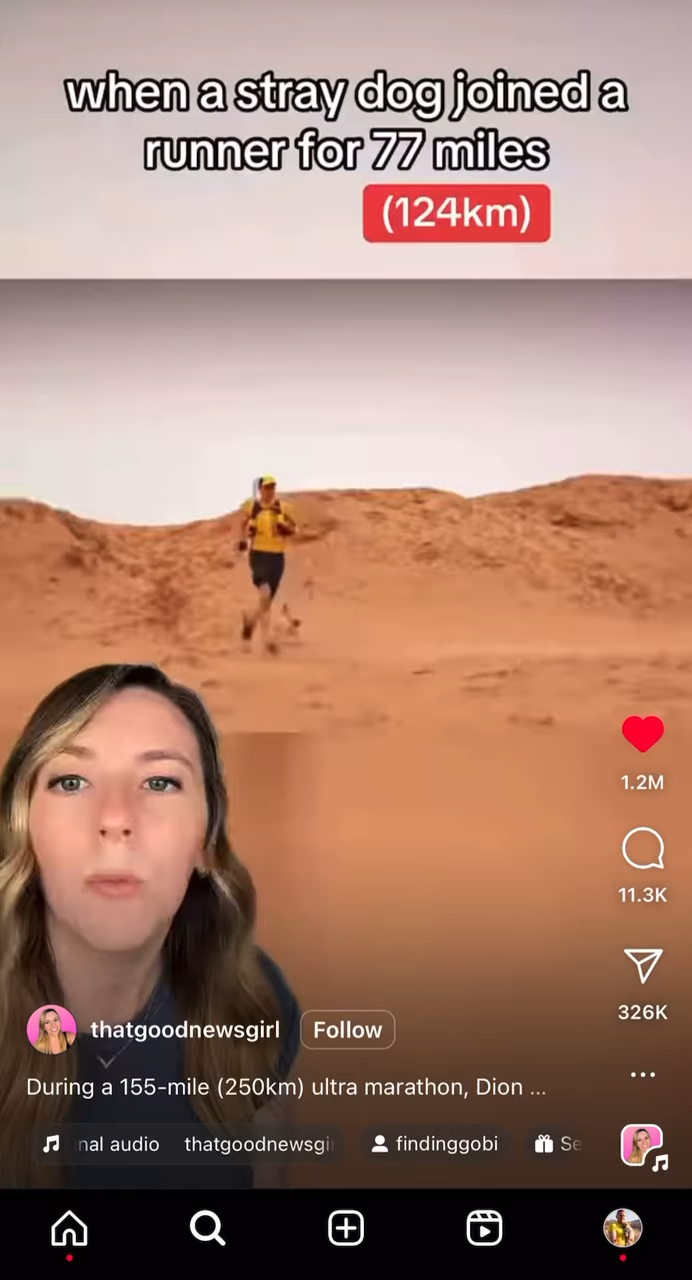 when a stray dog joined a
runner for 77 miles
(124km)
1.2M
11.3K
326K
thatgoodnewsgirl
Follow
During a 155-mile (250km) ultra marathon, Dion ...
nal audio thatgoodnewsgi
findinggobi
Se